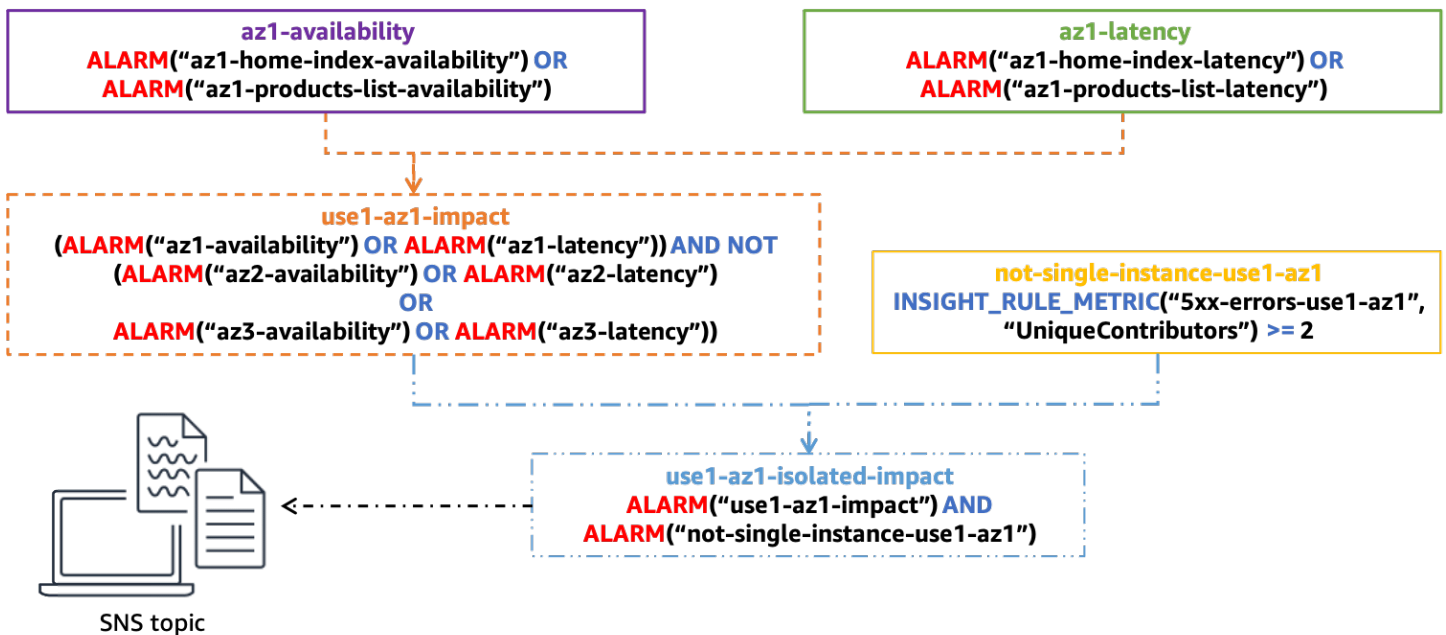 az1-availability
ALARM(“az1-home-index-availability”) OR
ALARM(“az1-products-list-availability”)
az1-latency
ALARM(“az1-home-index-latency”) OR
ALARM(“az1-products-list-latency”)
use1-az1-impact
(ALARM(“az1-availability”) OR ALARM(“az1-latency”)) AND NOT
(ALARM(“az2-availability”) OR ALARM(“az2-latency”)
OR
ALARM(“az3-availability”) OR ALARM(“az3-latency”))
not-single-instance-use1-az1
INSIGHT_RULE_METRIC(“5xx-errors-use1-az1”,
“UniqueContributors”) >= 2
use1-az1-isolated-impact
ALARM(“use1-az1-impact”) AND
ALARM(“not-single-instance-use1-az1”)
SNS topic